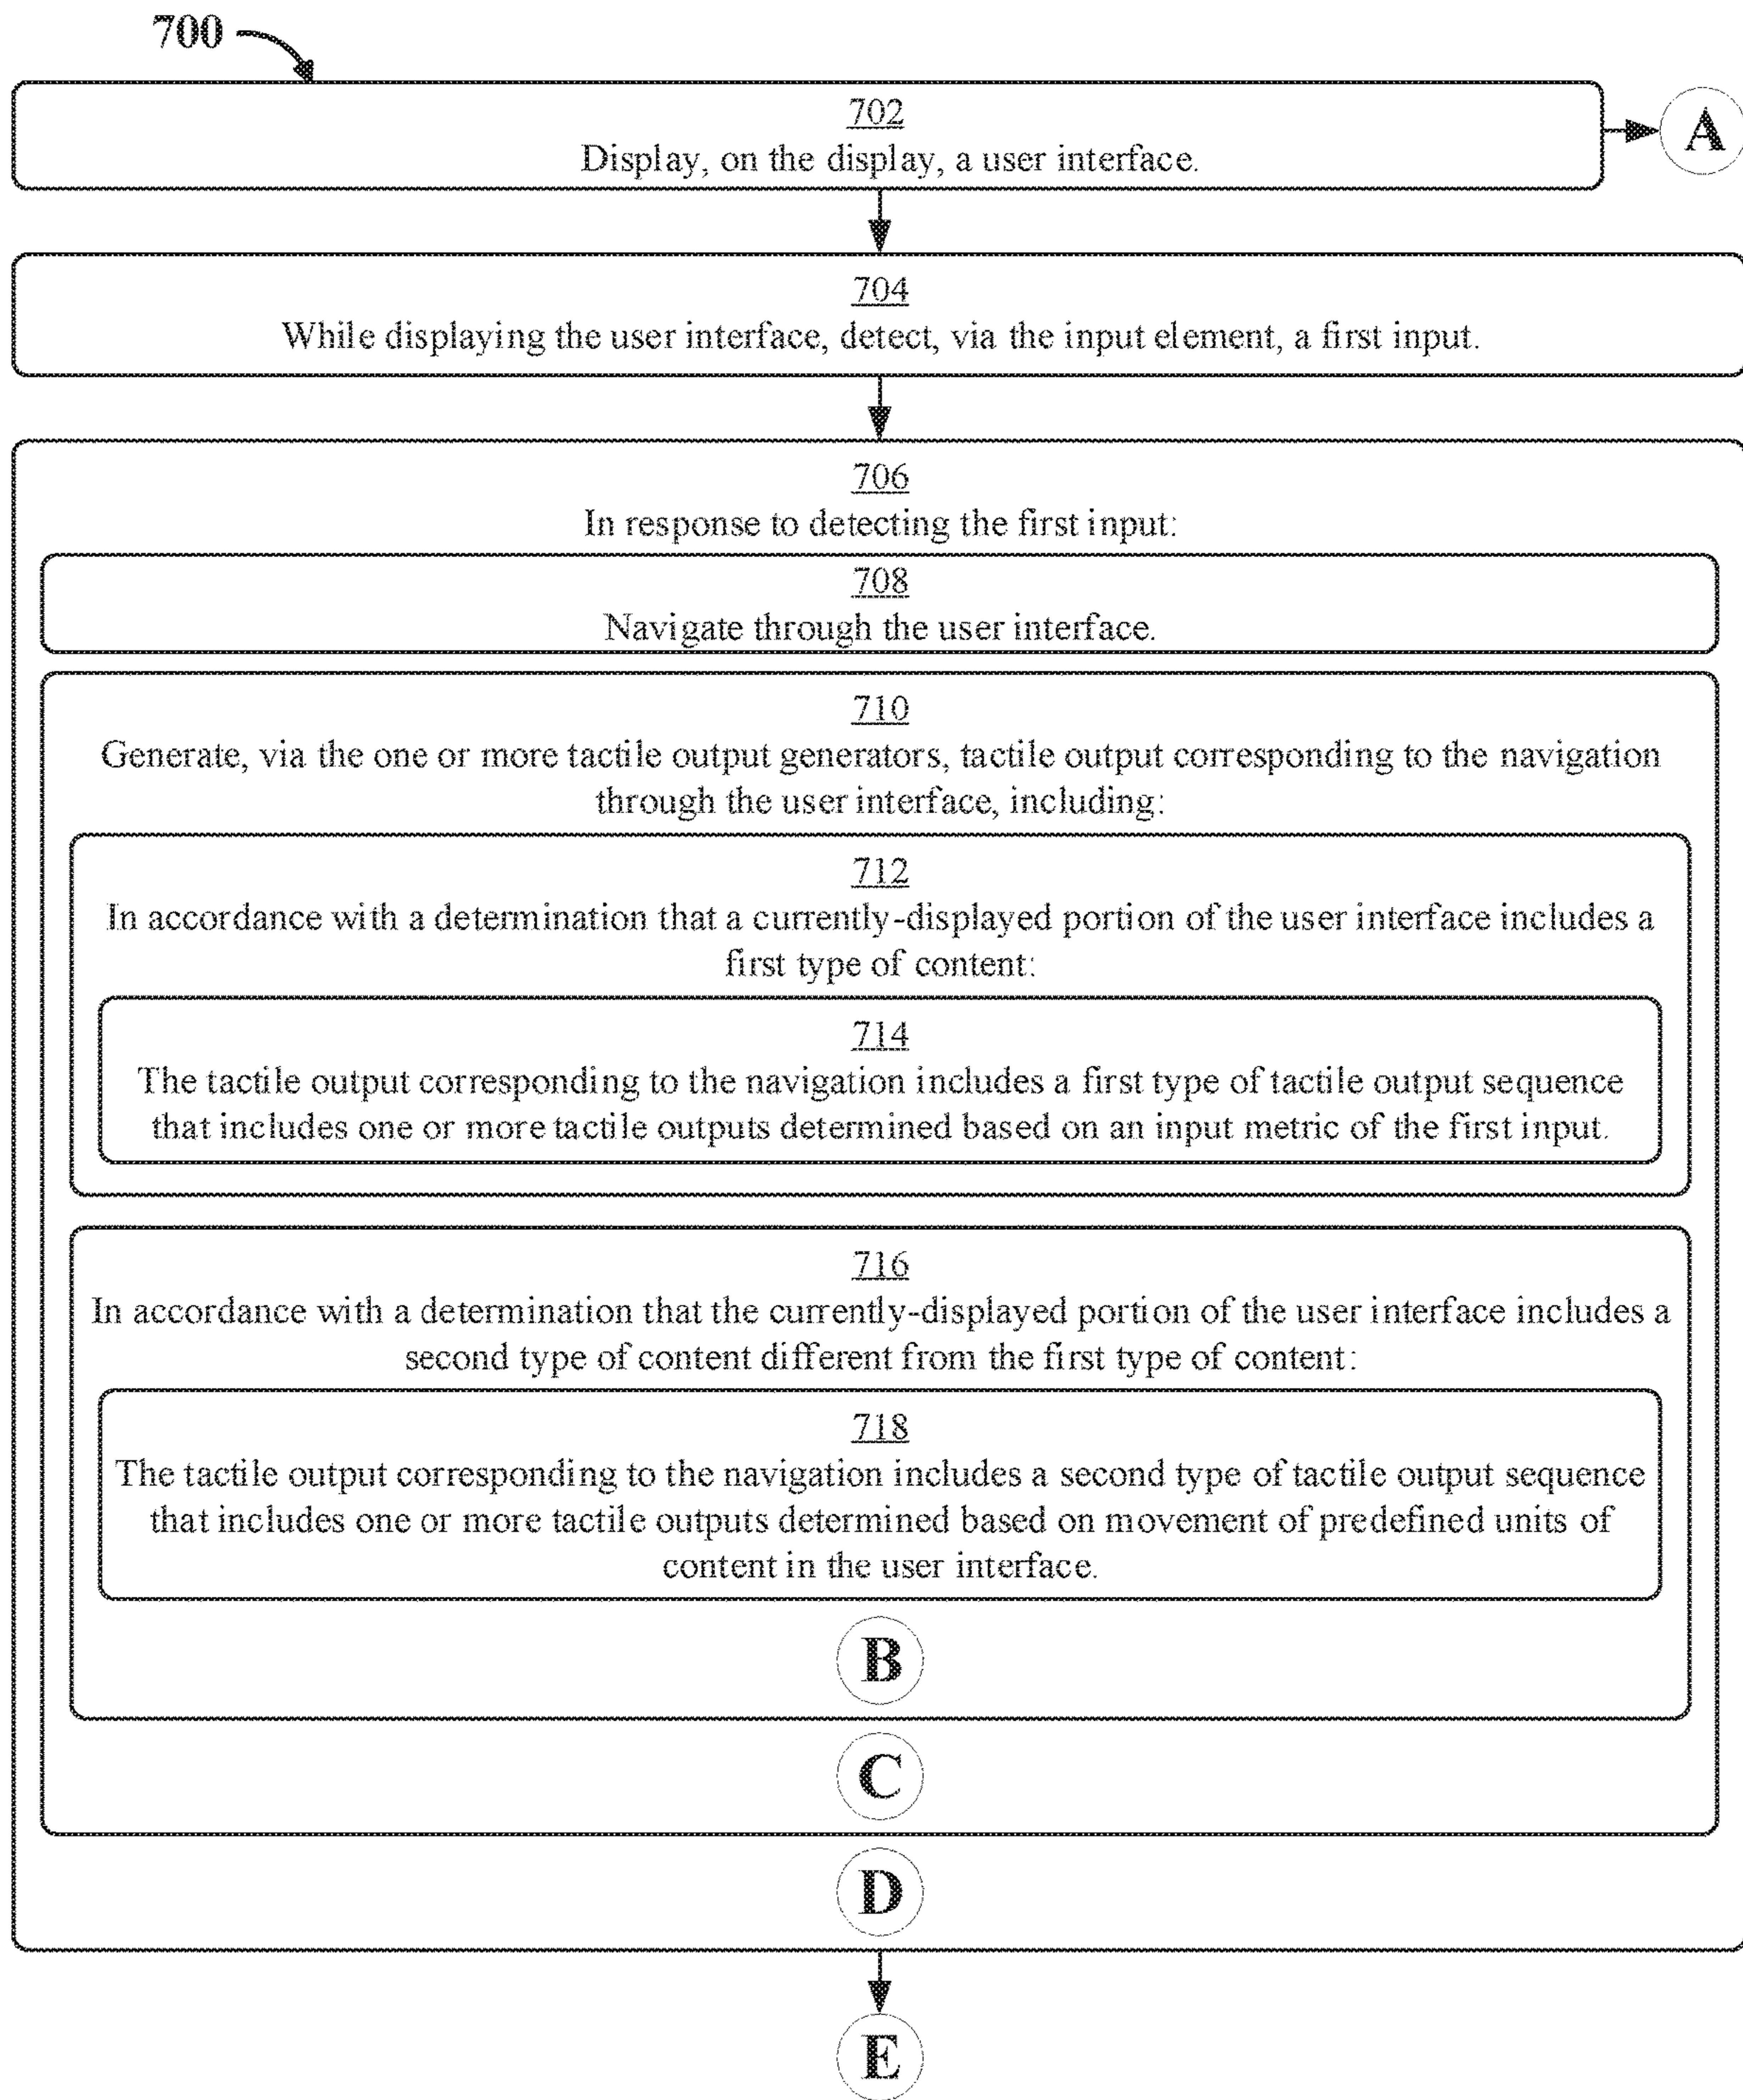 700
702
A
Display, on the display, a user interface.
704
While displaying the user interface, detect, via the input element, a first input.
706
In response to detecting the first input:
708
Navigate through the user interface.
710
Generate, via the one or more tactile output generators, tactile output corresponding to the navigation
through the user interface, including:
712
In accordance with a determination that a currently-displayed portion of the user interface includes a
first type of content:
714
The tactile output corresponding to the navigation includes a first type of tactile output sequence
that includes one or more tactile outputs determined based on an input metric of the first input.
716
In accordance with a determination that the currently-displayed portion of the user interface includes a
second type of content different from the first type of content:
718
The tactile output corresponding to the navigation includes a second type of tactile output sequence
that includes one or more tactile outputs determined based on movement of predefined units of
content in the user interface.
B
C
D
E